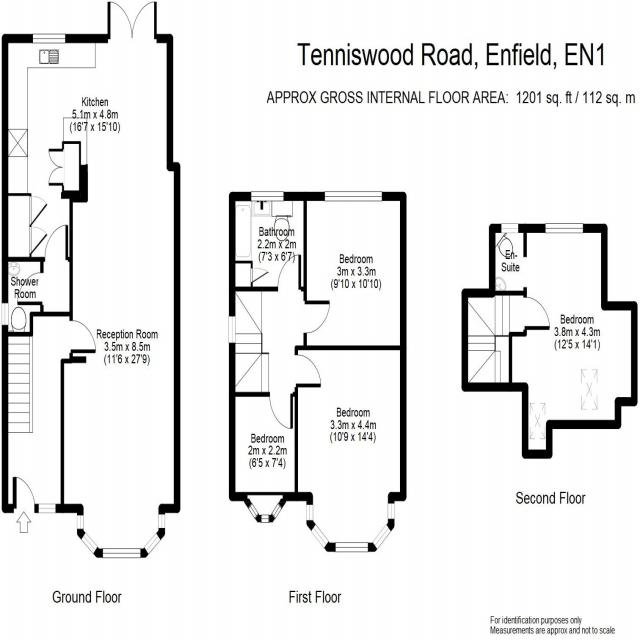 Tenniswood Road, Enfield, EN1
APPROX GROSS INTERNAL FLOOR AREA: 1201 sq. ft / 112 sq. m
Kitchen
5.1m x 4.8m
(16'7 x 15'10)
Shower
Room
Reception Room
3.5m x 8.5m
(11'6 x 27'9)
Ground Floor
Bathroom
2.2m x 2m
(7'3 x 6'7)
Bedroom
3m x 3.3m
(9'10 x 10'10)
Bedroom
3.3m x 4.4m
(10'9 x 14'4)
Bedroom
2m x 2.2m
(6'5 x 7'4)
First Floor
En-
Suite
Bedroom
3.8m x 4.3m
(12'5 x 14'1)
Second Floor
For identification purposes only
Measurements are approx and not to scale